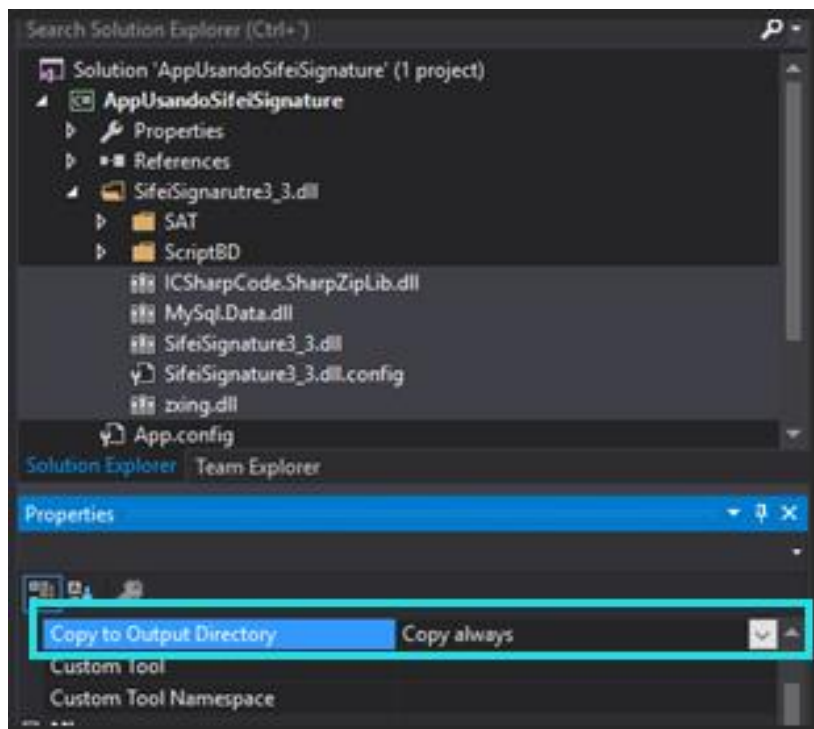 Search Solution Explorer (Ctrl+¨)
Solution 'AppUsandoSifeiSignature' (1 project)
AppUsandoSifeiSignature
Properties
References
SifeiSignarutre3_3.dll
SAT
ScriptBD
ICSharpCode.SharpZipLib.dll
MySql.Data.dll
SifeiSignature3_3.dll
SifeiSignature3_3.dll.config
zxing.dll
App.config
Solution Explorer Team Explorer
Properties
Copy to Output Directory Copy always
Custom Tool
Custom Tool Namespace